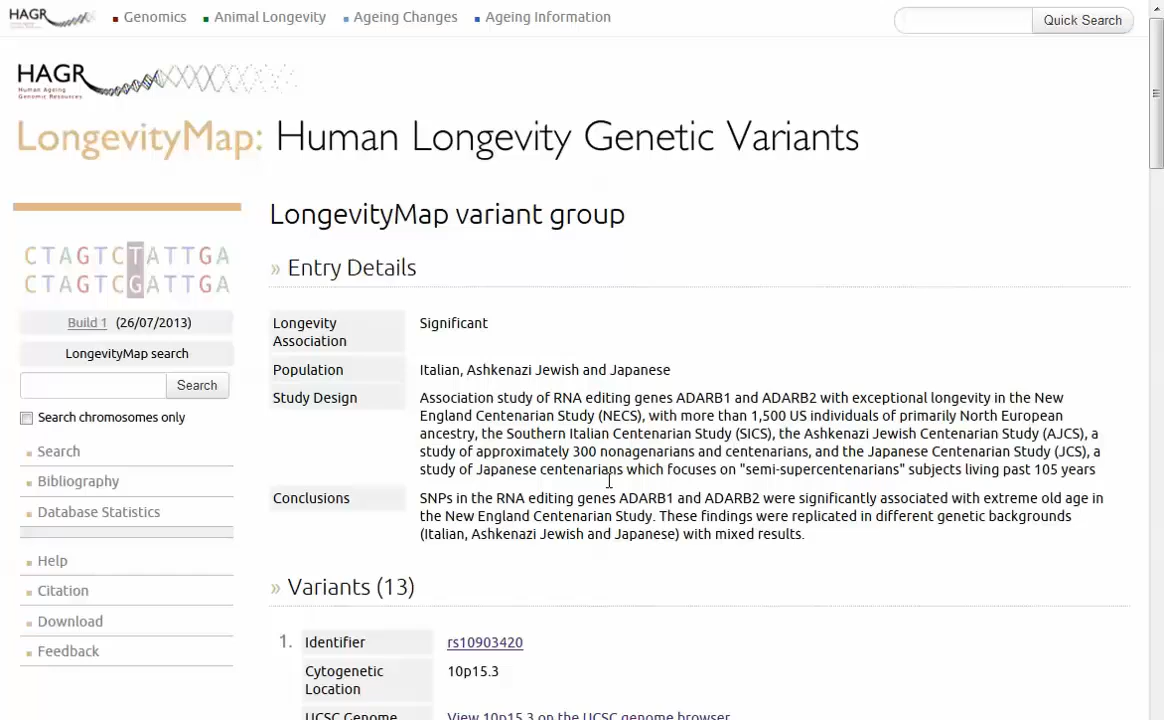 HAGR
Genomics
Animal Longevity
Ageing Changes
Ageing Information
Quick Search
HAGR
Human Ageing
Genomic Resources
LongevityMap: Human Longevity Genetic Variants
CTAGTCTATTGA
CTAGTCGATTGA
Build 1 (26/07/2013)
LongevityMap search
Search
Search chromosomes only
Search
Bibliography
Database Statistics
Help
Citation
Download
Feedback
LongevityMap variant group
» Entry Details
Longevity
Association
Significant
Population
Italian, Ashkenazi Jewish and Japanese
Study Design
Association study of RNA editing genes ADARB1 and ADARB2 with exceptional longevity in the New
England Centenarian Study (NECS), with more than 1,500 US individuals of primarily North European
ancestry, the Southern Italian Centenarian Study (SICS), the Ashkenazi Jewish Centenarian Study (AJCS), a
study of approximately 300 nonagenarians and centenarians, and the Japanese Centenarian Study (JCS), a
study of Japanese centenarians which focuses on "semi-supercentenarians" subjects living past 105 years
Conclusions
SNPs in the RNA editing genes ADARB1 and ADARB2 were significantly associated with extreme old age in
the New England Centenarian Study. These findings were replicated in different genetic backgrounds
(Italian, Ashkenazi Jewish and Japanese) with mixed results.
» Variants (13)
1. Identifier
rs10903420
Cytogenetic
Location
10p15.3
UCSC Genome
View 10p15.3 on the UCSC genome browser